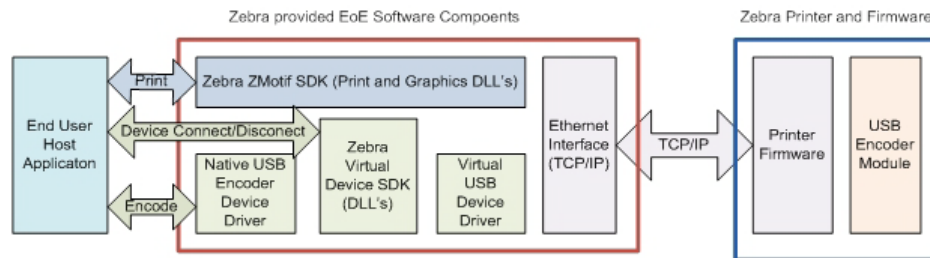 Zebra provided EoE Software Compoents
Zebra Printer and Firmware
End User
Host
Applicaton
Print
Device Connect/Disconect
Encode
Zebra ZMotif SDK (Print and Graphics DLL's)
Native USB
Encoder
Device
Driver
Zebra
Virtual
Device SDK
(DLL's)
Virtual
USB
Device
Driver
Ethernet
Interface
(TCP/IP)
TCP/IP
Printer
Firmware
USB
Encoder
Module